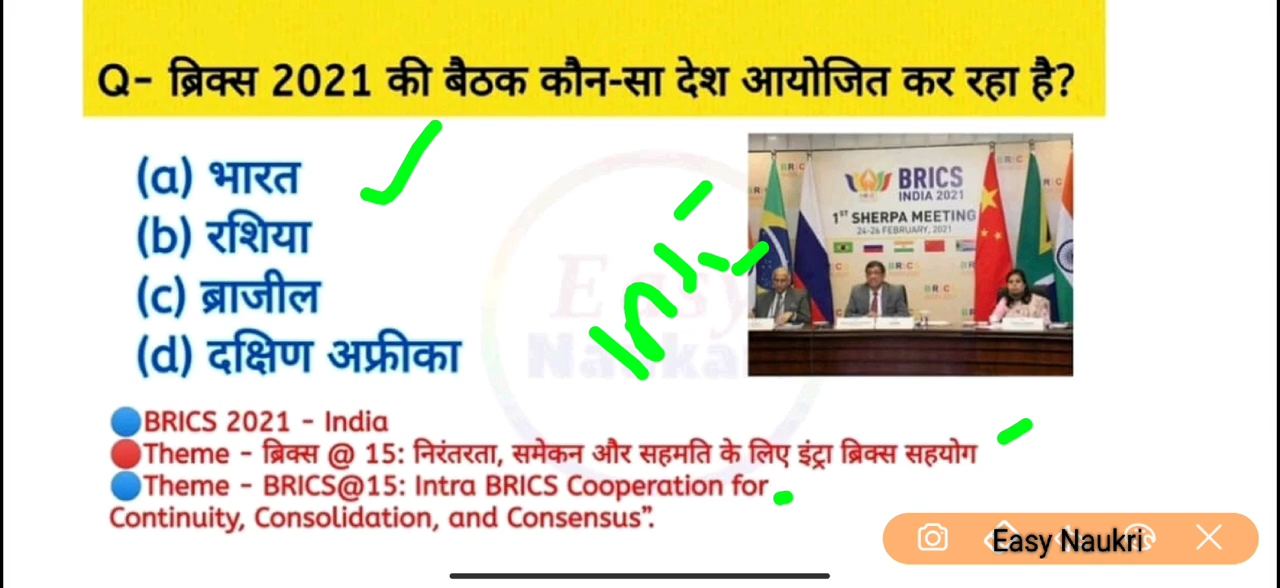 Q- ब्रिक्स 2021 की बैठक कौन-सा देश आयोजित कर रहा है?
(a) भारत
(b) रशिया
(c) ब्राजील
(d) दक्षिण अफ्रीका
BRICS
INDIA 2021
1ST SHERPA MEETING
24-26 FEBRUARY, 2021
Easy
BRICS 2021 - India
Theme - ब्रिक्स @ 15: निरंतरता, समेकन और सहमति के लिए इंट्रा ब्रिक्स सहयोग
Theme - BRICS@15: Intra BRICS Cooperation for
Continuity, Consolidation, and Consensus”.
Easy Naukri